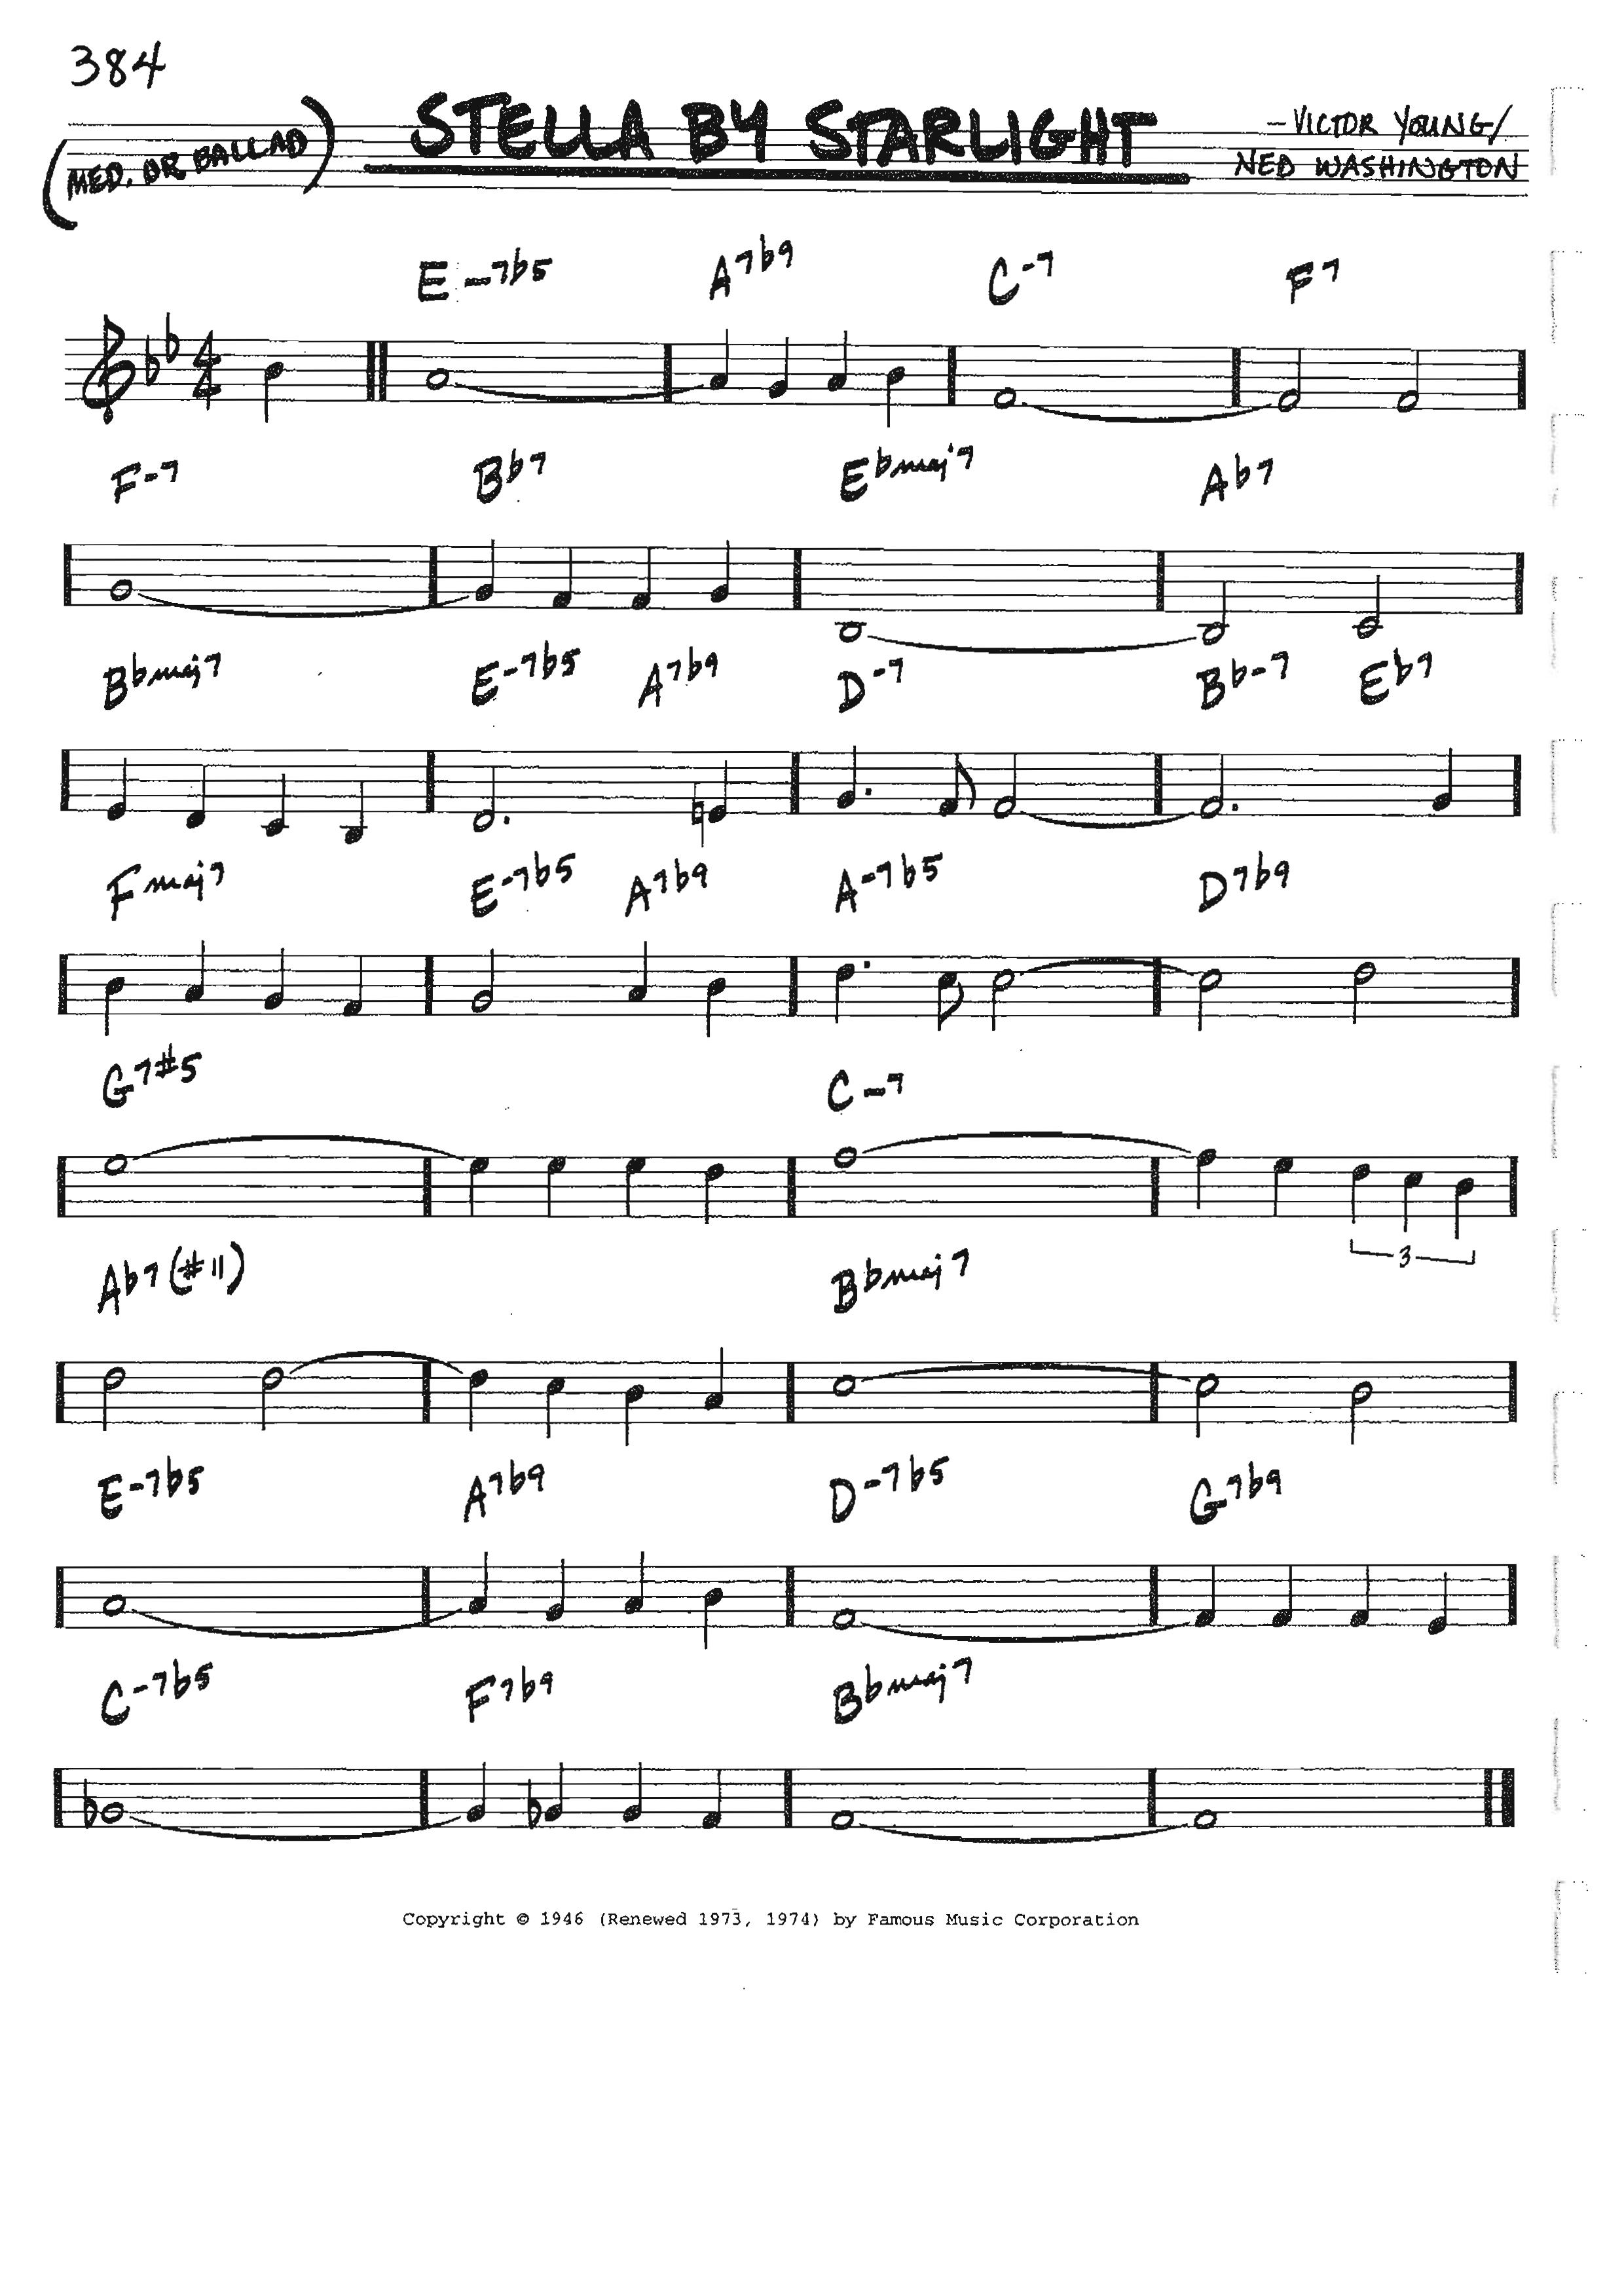 384
(MED. OR BALLAD)
STELLA BY STARLIGHT
-VICTOR YOUNG/
NED WASHINGTON
E-7b5 A7b9 C-7 F7
4
4
F-7 Bb7 Ebmaj7 Ab7
Bbmaj7 E-7b5 A7b9 D-7 Bb-7 Eb7
Fmaj7 E-7b5 A7b9 A-7b5 D7b9
G7#5 C-7
3
Ab7(#11) Bbmaj7
E-7b5 A7b9 D-7b5 G7b9
C-7b5 F7b9 Bbmaj7
Copyright © 1946 (Renewed 1973, 1974) by Famous Music Corporation